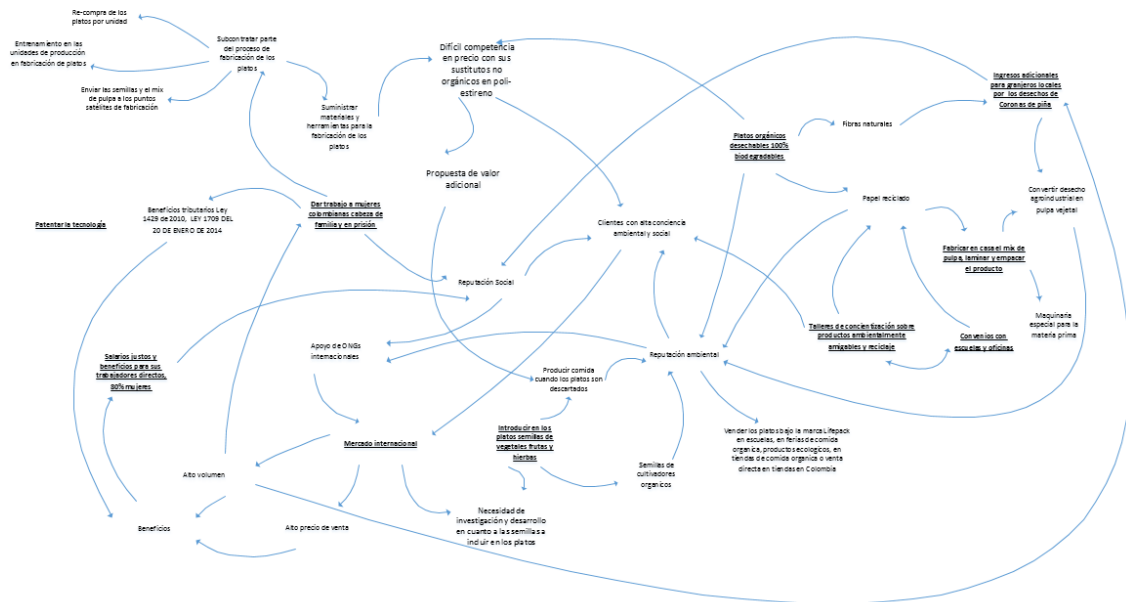 Re-compra de los
platos por unidad
Entrenamiento en las
unidades de producción
en fabricación de platos
Subcontratar parte
del proceso de
fabricación de los
platos
Enviar las semillas y el mix
de pulpa a los puntos
satélites de fabricación
Suministrar
materiales y
herramientas para la
fabricación de los
platos
Difícil competencia
en precio con sus
sustitutos no
orgánicos en poli-
estireno
Propuesta de valor
adicional
Platos orgánicos
desechables 100%
biodegradables
Fibras naturales
Ingresos adicionales
para granjeros locales
por los desechos de
Coronas de piña
Papel reciclado
Convertir desecho
agroindustrial en
pulpa vegetal
Patentar la tecnología
Beneficios tributarios Ley
1429 de 2010, LEY 1709 DEL
20 DE ENERO DE 2014
Dar trabajo a mujeres
colombianas cabeza de
familia y en prisión
Clientes con alta conciencia
ambiental y social
Fabricar en casa el mix de
pulpa, laminar y empacar
el producto
Reputación Social
Maquinaria
especial para la
materia prima
Talleres de concientización sobre
productos ambientalmente
amigables y reciclaje
Convenios con
escuelas y oficinas
Salarios justos y
beneficios para sus
trabajadores directos,
80% mujeres
Apoyo de ONGs
internacionales
Reputación ambiental
Producir comida
cuando los platos son
descartados
Mercado internacional
Introducir en los
platos semillas de
vegetales frutas y
hierbas
Vender los platos bajo la marca Lifepack
en escuelas, en ferias de comida
organica, productos ecologicos, en
tiendas de comida organica o venta
directa en tiendas en Colombia
Alto volumen
Semillas de
cultivadores
organicos
Beneficios
Alto precio de venta
Necesidad de
investigación y desarrollo
en cuanto a las semillas a
incluir en los platos